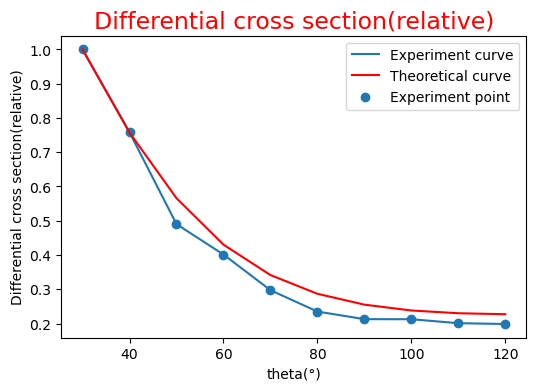 Differential cross section(relative)
Experiment curve
Theoretical curve
Experiment point
Differential cross section(relative)
1.0
0.9
0.8
0.7
0.6
0.5
0.4
0.3
0.2
40 60 80 100 120
theta(°)